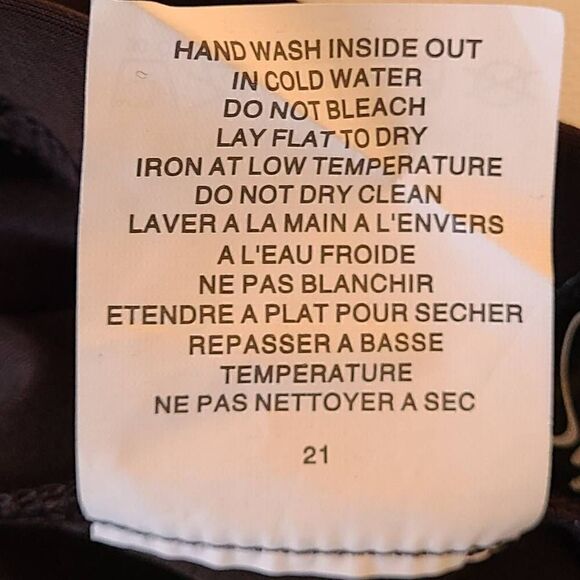 HAND WASH INSIDE OUT
IN COLD WATER
DO NOT BLEACH
LAY FLAT TO DRY
IRON AT LOW TEMPERATURE
DO NOT DRY CLEAN
LAVER A LA MAIN A L'ENVERS
A L'EAU FROIDE
NE PAS BLANCHIR
ETENDRE A PLAT POUR SECHER
REPASSER A BASSE
TEMPERATURE
NE PAS NETTOYER A SEC
21